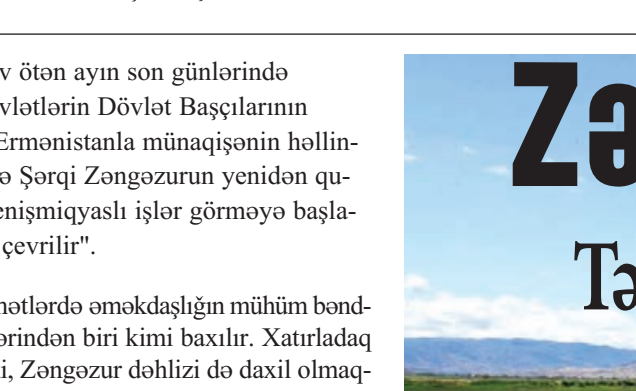 v ötən ayın son günlərində
vlətlərin Dövlət Başçılarının
Ermənistanla münaqişənin həllin-
ə Şərqi Zəngəzurun yenidən qu-
enişmiqyaslı işlər görməyə başla-
çevrilir".
hətlərdə əməkdaşlığın mühüm bənd-
ərindən biri kimi baxılır. Xatırladaq
i, Zəngəzur dəhlizi də daxil olmaq-
Zə
Tə